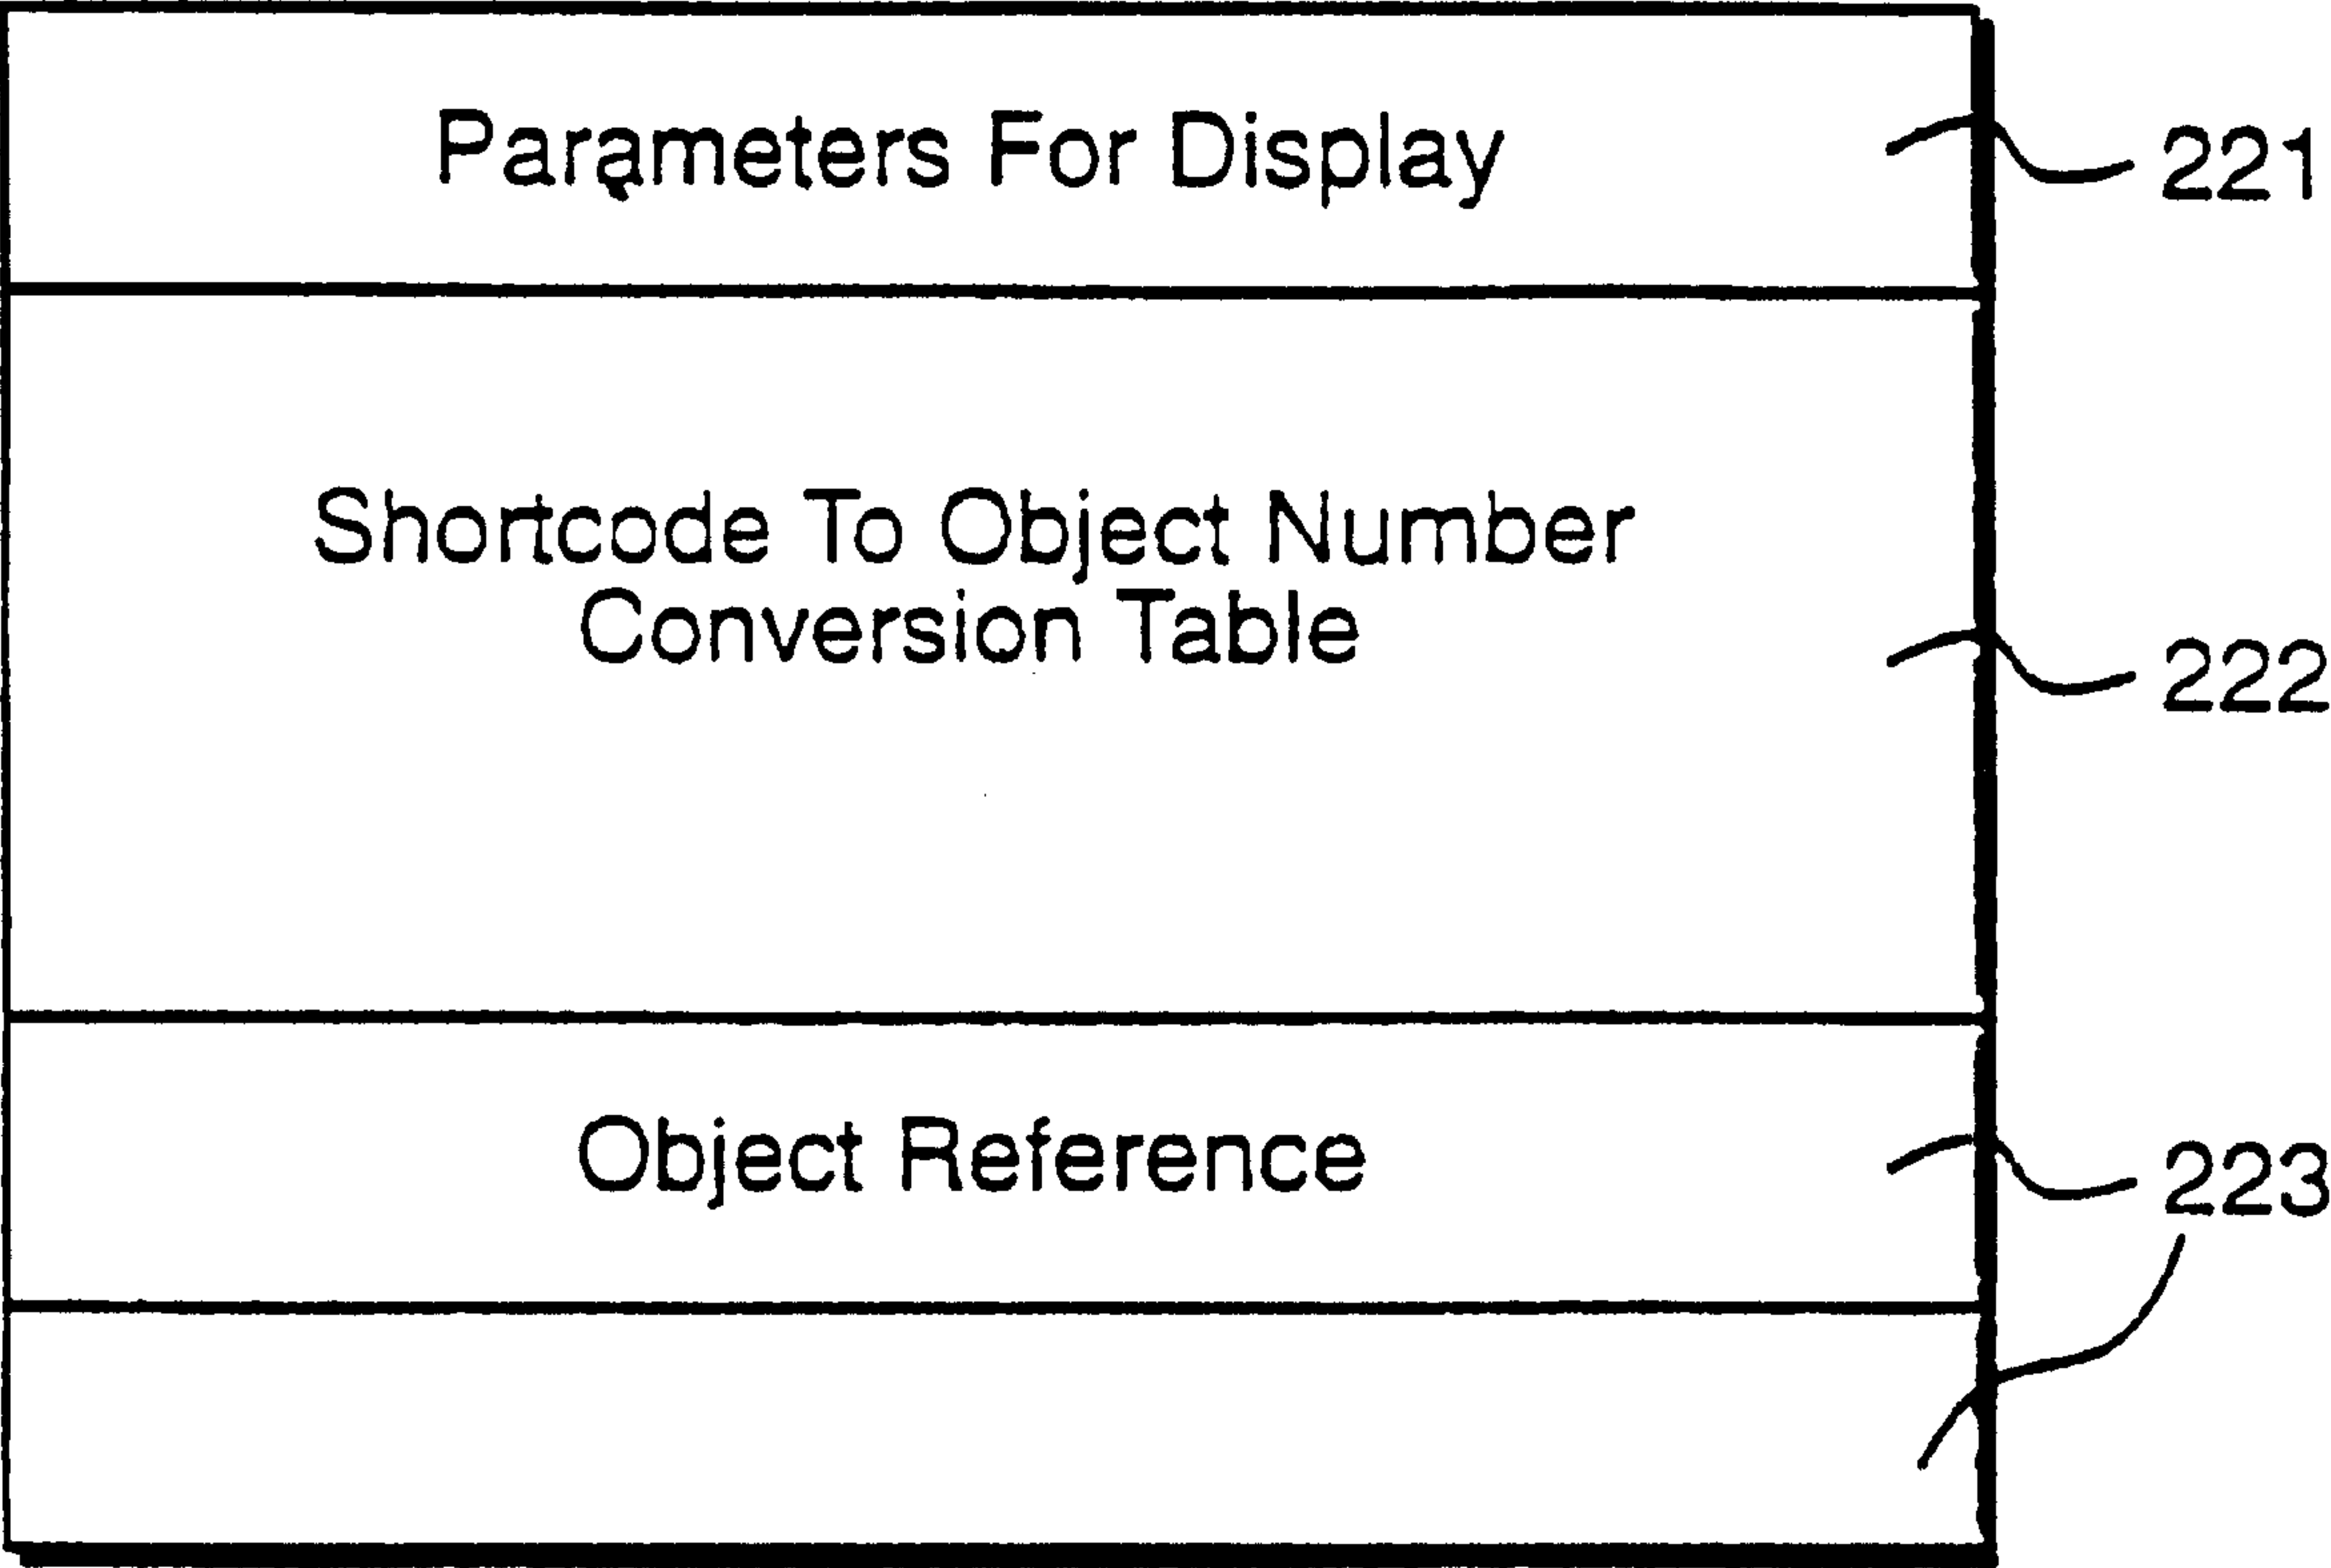 Parameters For Display
221
Shortcode To Object Number
Conversion Table
222
Object Reference
223